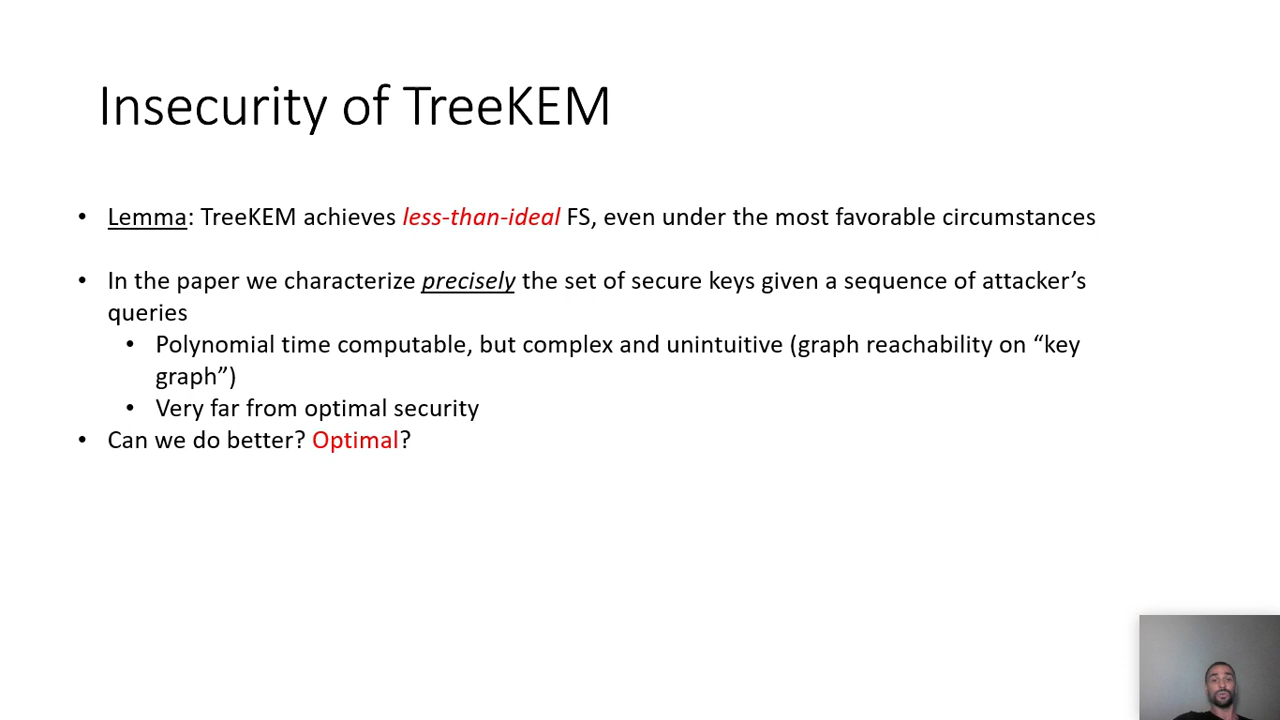 Insecurity of TreeKEM
• Lemma: TreeKEM achieves less-than-ideal FS, even under the most favorable circumstances
• In the paper we characterize precisely the set of secure keys given a sequence of attacker’s
queries
• Polynomial time computable, but complex and unintuitive (graph reachability on “key
graph”)
• Very far from optimal security
• Can we do better? Optimal?